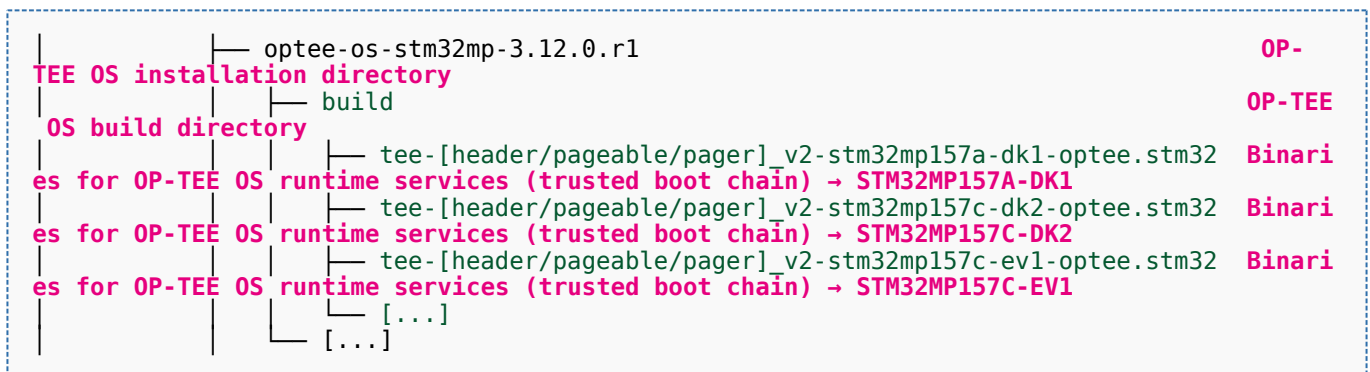 │          ├── optee-os-stm32mp-3.12.0.r1                                           OP-
TEE OS installation directory
│          │   ├── build                                                           OP-TEE
 OS build directory
│          │   │   ├── tee-[header/pageable/pager]_v2-stm32mp157a-dk1-optee.stm32  Binari
es for OP-TEE OS runtime services (trusted boot chain) → STM32MP157A-DK1
│          │   │   ├── tee-[header/pageable/pager]_v2-stm32mp157c-dk2-optee.stm32  Binari
es for OP-TEE OS runtime services (trusted boot chain) → STM32MP157C-DK2
│          │   │   ├── tee-[header/pageable/pager]_v2-stm32mp157c-ev1-optee.stm32  Binari
es for OP-TEE OS runtime services (trusted boot chain) → STM32MP157C-EV1
│          │   │   └── [...]
│          │   └── [...]